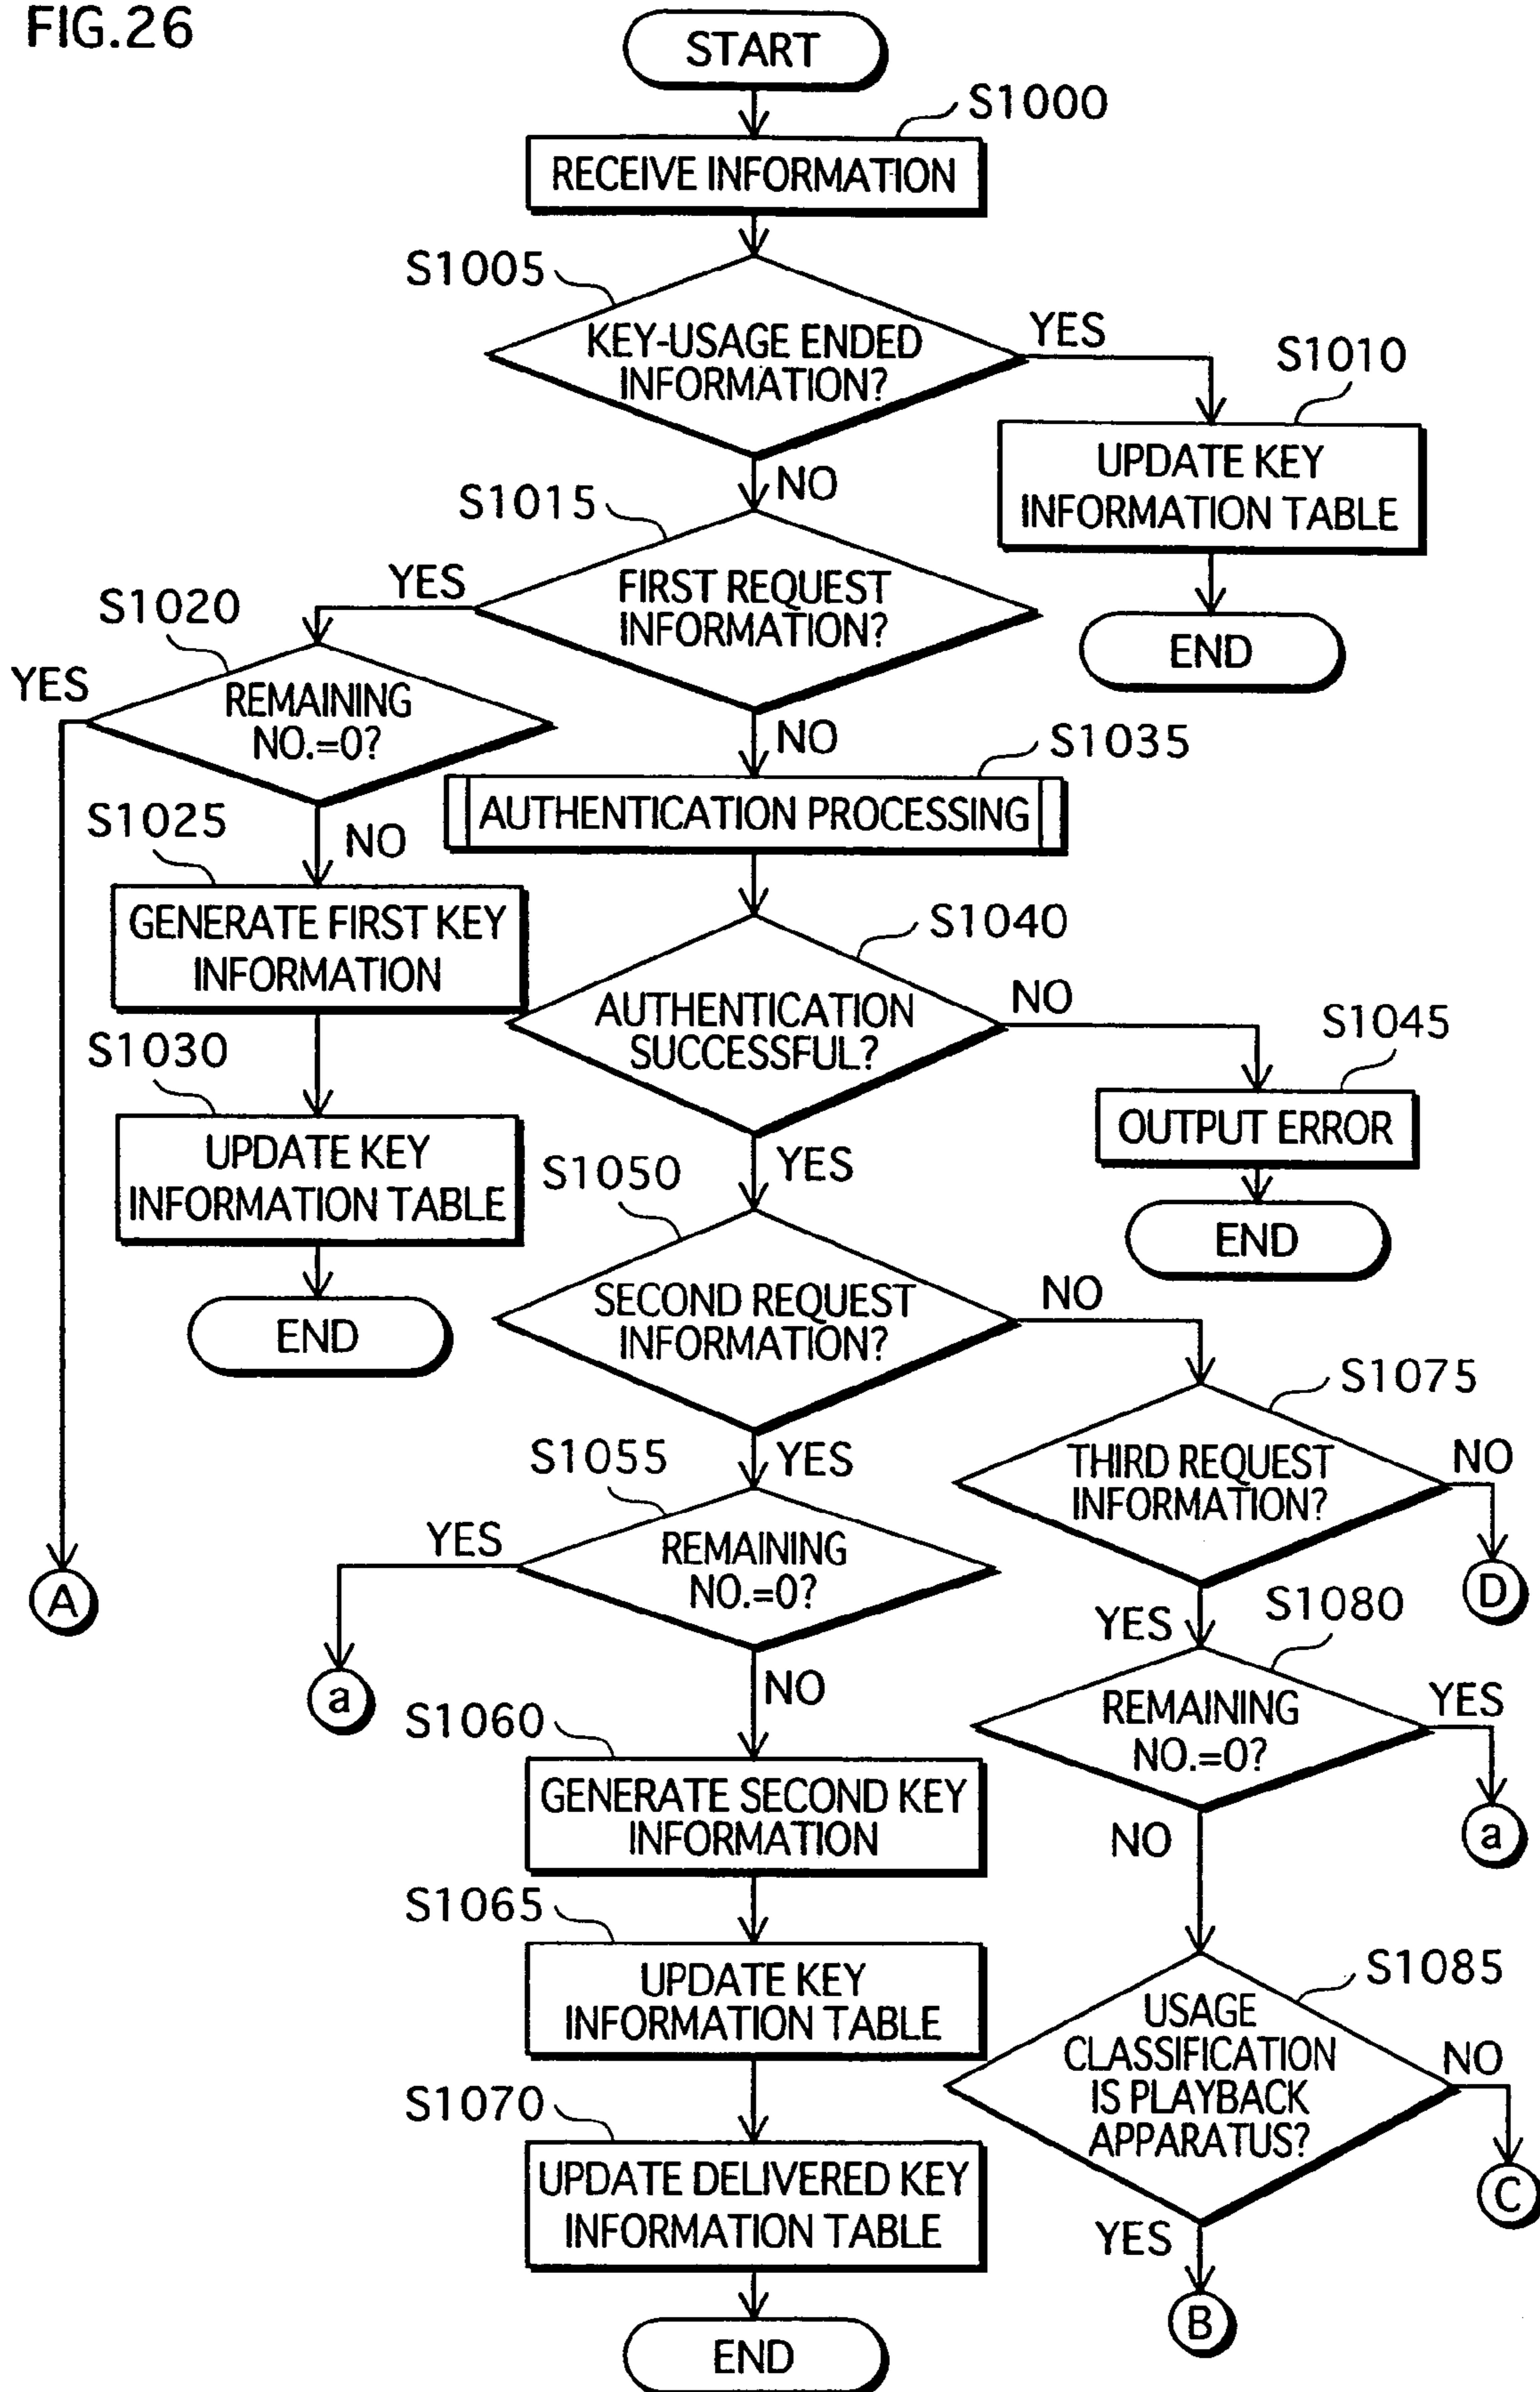 FIG.26
START
S1000
RECEIVE INFORMATION
S1005
KEY-USAGE ENDED
INFORMATION?
YES
S1010
UPDATE KEY
INFORMATION TABLE
END
NO
S1015
FIRST REQUEST
INFORMATION?
YES
S1020
REMAINING
NO.=0?
YES
A
NO
S1025
GENERATE FIRST KEY
INFORMATION
S1030
UPDATE KEY
INFORMATION TABLE
END
NO
S1035
AUTHENTICATION PROCESSING
S1040
AUTHENTICATION
SUCCESSFUL?
NO
S1045
OUTPUT ERROR
END
YES
S1050
SECOND REQUEST
INFORMATION?
NO
YES
S1055
REMAINING
NO.=0?
YES
a
NO
S1060
GENERATE SECOND KEY
INFORMATION
S1065
UPDATE KEY
INFORMATION TABLE
S1070
UPDATE DELIVERED KEY
INFORMATION TABLE
END
S1075
THIRD REQUEST
INFORMATION?
NO
D
YES
S1080
REMAINING
NO.=0?
YES
a
NO
S1085
USAGE
CLASSIFICATION
IS PLAYBACK
APPARATUS?
NO
C
YES
B